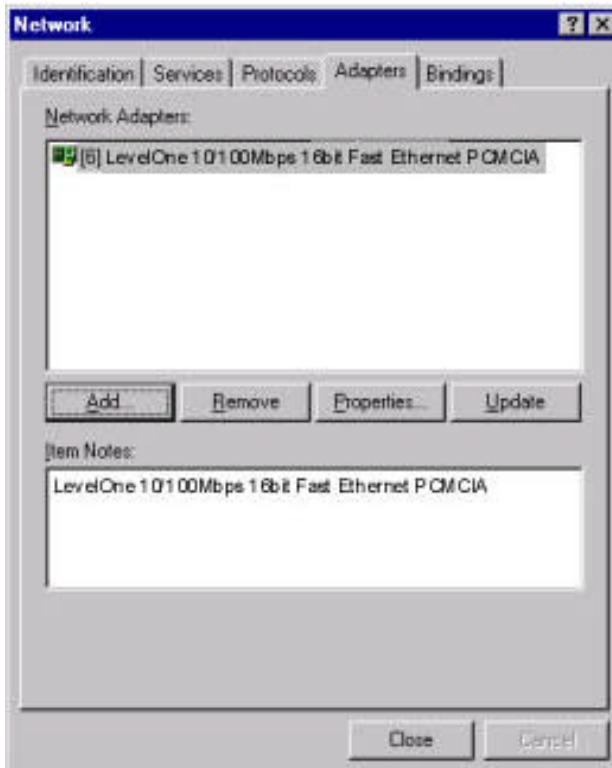 Network
Identification Services Protocols Adapters Bindings
Network Adapters:
[6] LevelOne 10/100Mbps 16bit Fast Ethernet PCMCIA
Add... Remove Properties... Update
Item Notes:
LevelOne 10/100Mbps 16bit Fast Ethernet PCMCIA
Close Cancel